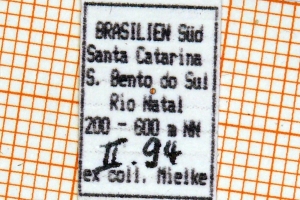 BRASILIEN Süd
Santa Catarina
S. Bento do Sul
Rio Natal
200 - 600 m NN
II. 94
ex coll. Mielke